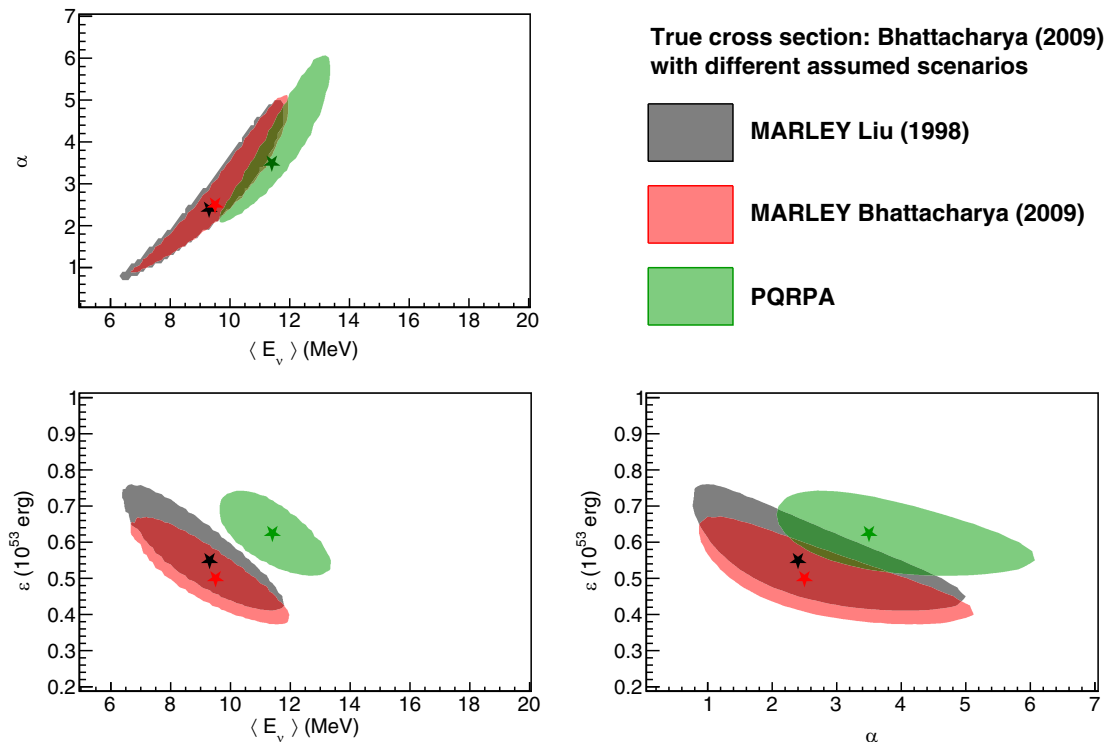 7
6
5
4
3
2
1
α
6 8 10 12 14 16 18 20
⟨ E_ν ⟩ (MeV)
True cross section: Bhattacharya (2009)
with different assumed scenarios
MARLEY Liu (1998)
MARLEY Bhattacharya (2009)
PQRPA
1
0.9
0.8
0.7
0.6
0.5
0.4
0.3
0.2
ε (10^53 erg)
6 8 10 12 14 16 18 20
⟨ E_ν ⟩ (MeV)
1
0.9
0.8
0.7
0.6
0.5
0.4
0.3
0.2
ε (10^53 erg)
1 2 3 4 5 6 7
α